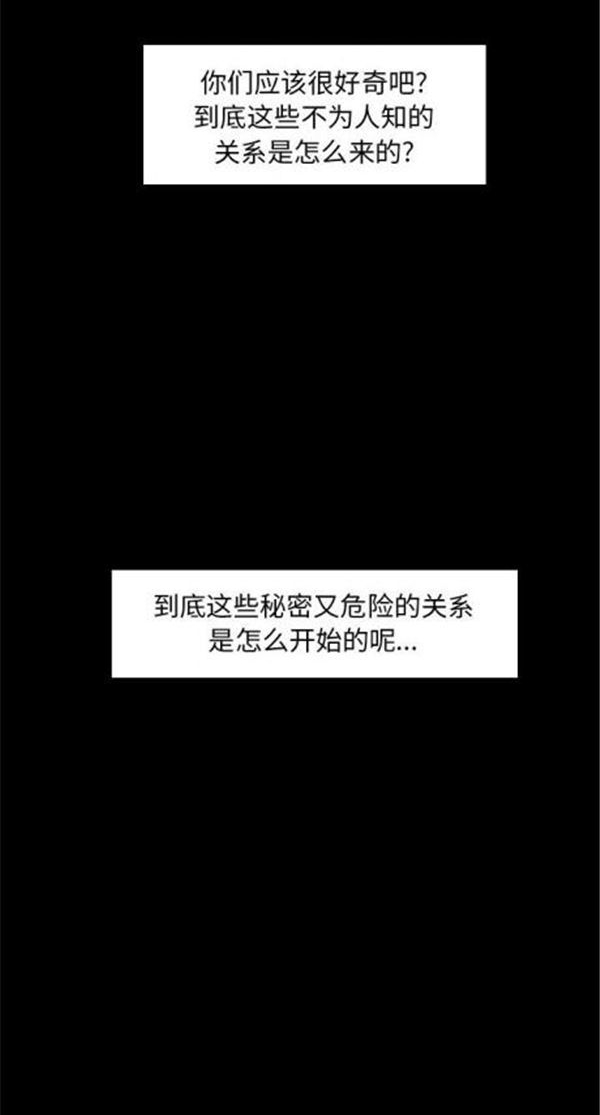 你们应该很好奇吧?
到底这些不为人知的
关系是怎么来的?
到底这些秘密又危险的关系
是怎么开始的呢...